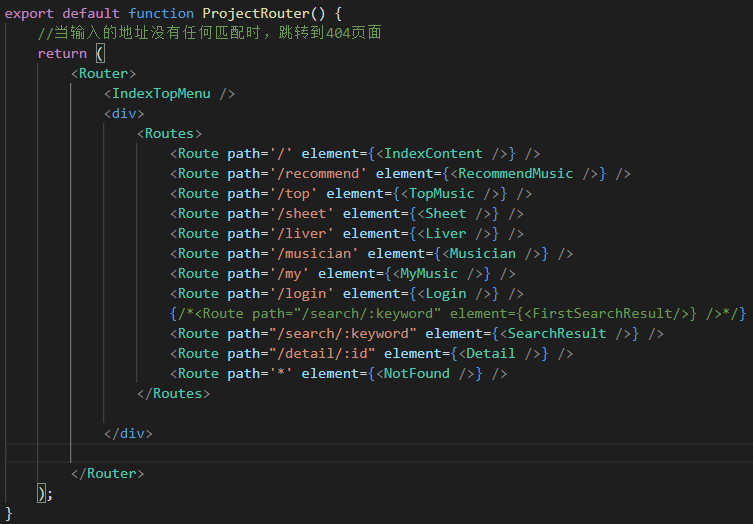 export default function ProjectRouter() {
    //当输入的地址没有任何匹配时，跳转到404页面
    return (
        <Router>
            <IndexTopMenu />
            <div>
                <Routes>
                    <Route path='/' element={<IndexContent />} />
                    <Route path='/recommend' element={<RecommendMusic />} />
                    <Route path='/top' element={<TopMusic />} />
                    <Route path='/sheet' element={<Sheet />} />
                    <Route path='/liver' element={<Liver />} />
                    <Route path='/musician' element={<Musician />} />
                    <Route path='/my' element={<MyMusic />} />
                    <Route path='/login' element={<Login />} />
                    {/*<Route path="/search/:keyword" element={<FirstSearchResult/>} />*/}
                    <Route path="/search/:keyword" element={<SearchResult />} />
                    <Route path="/detail/:id" element={<Detail />} />
                    <Route path='*' element={<NotFound />} />
                </Routes>
            </div>
        </Router>
    );
}